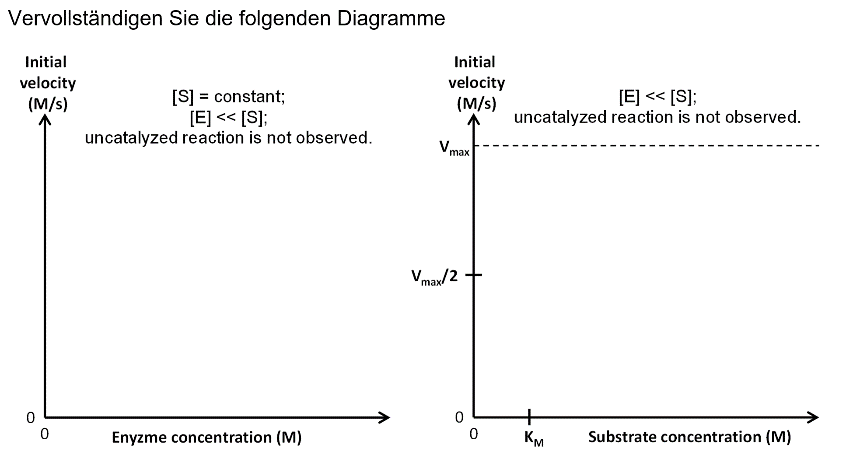 Vervollständigen Sie die folgenden Diagramme
Initial
velocity
(M/s)
[S] = constant;
[E] << [S];
uncatalyzed reaction is not observed.
0
0
Enyzme concentration (M)
Initial
velocity
(M/s)
[E] << [S];
uncatalyzed reaction is not observed.
Vmax
Vmax/2
0
0
KM
Substrate concentration (M)